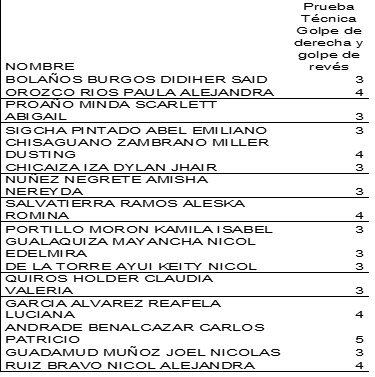 Prueba
Técnica
Golpe de
derecha y
golpe de
NOMBRE revés
BOLAÑOS BURGOS DIDIHER SAID 3
OROZCO RIOS PAULA ALEJANDRA 4
PROAÑO MINDA SCARLETT
ABIGAIL 3
SIGCHA PINTADO ABEL EMILIANO 3
CHISAGUANO ZAMBRANO MILLER
DUSTING 4
CHICAIZA IZA DYLAN JHAIR 3
NUÑEZ NEGRETE AMISHA
NEREYDA 3
SALVATIERRA RAMOS ALESKA
ROMINA 4
PORTILLO MORON KAMILA ISABEL 3
GUALAQUIZA MAYANCHA NICOL
EDELMIRA 3
DE LA TORRE AYUI KEITY NICOL 3
QUIROS HOLDER CLAUDIA
VALERIA 3
GARCIA ALVAREZ REAFELA
LUCIANA 4
ANDRADE BENALCAZAR CARLOS
PATRICIO 5
GUADAMUD MUÑOZ JOEL NICOLAS 3
RUIZ BRAVO NICOL ALEJANDRA 4